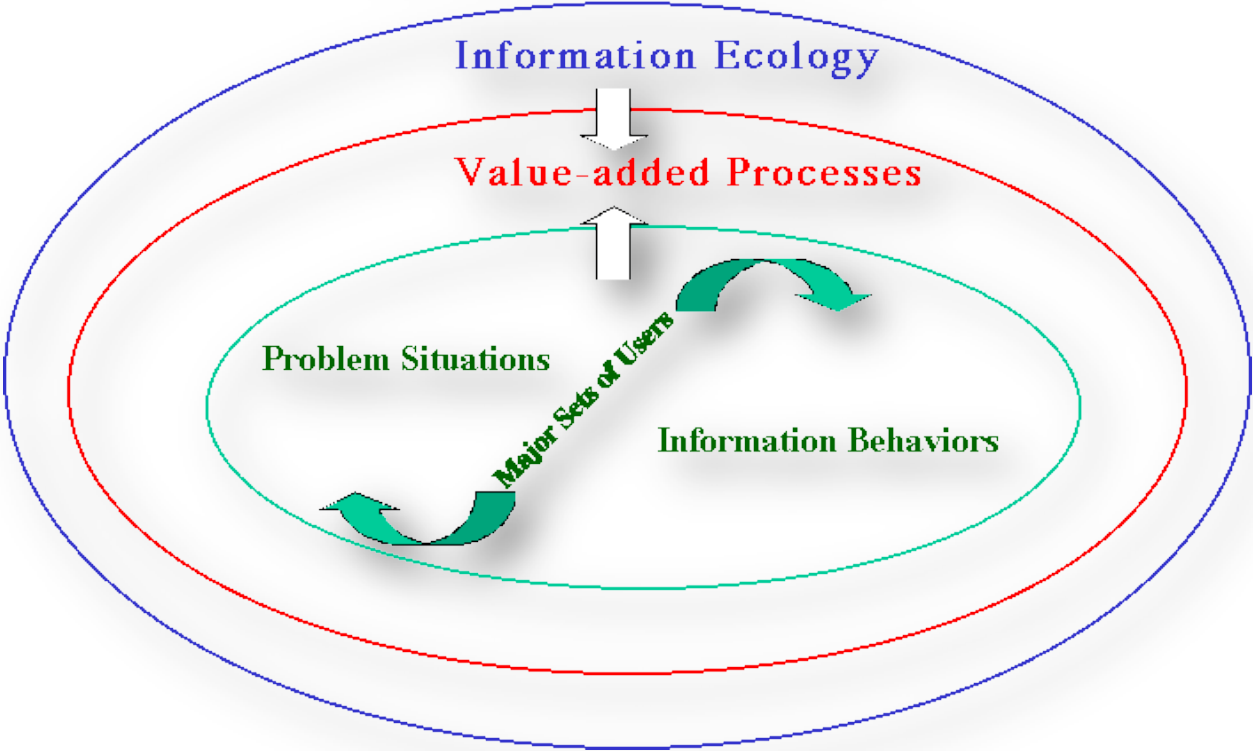 Information Ecology
Value-added Processes
Problem Situations
Major Sets of Users
Information Behaviors